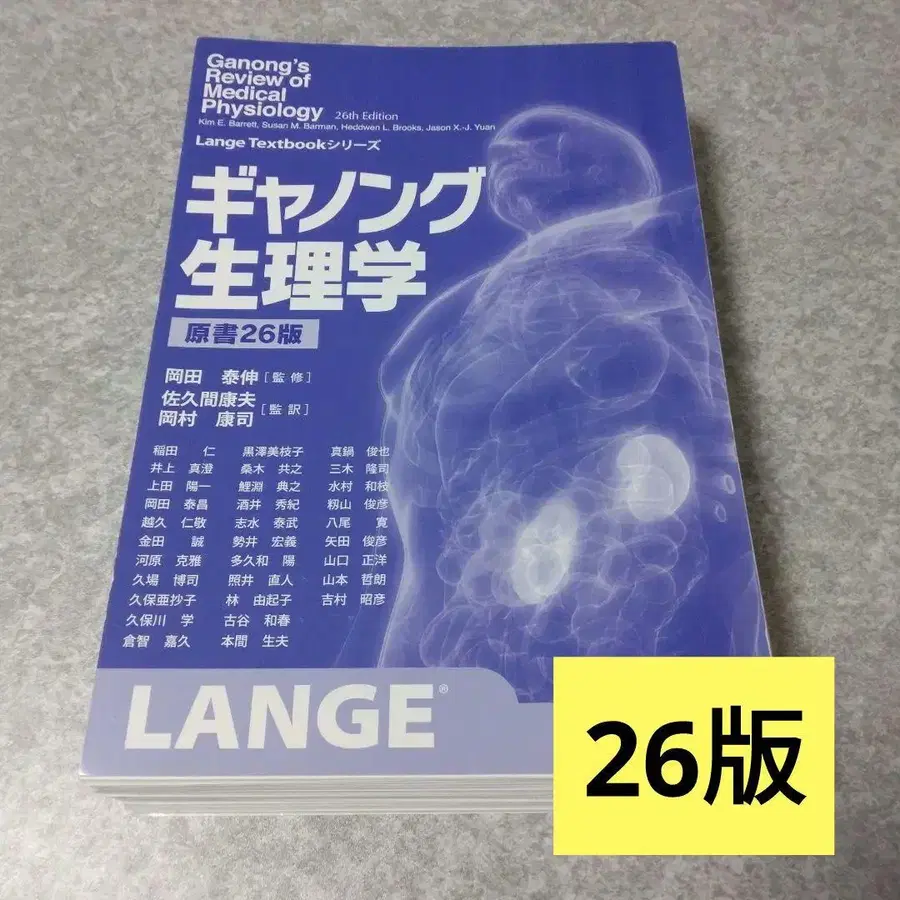 Ganong's
Review of
Medical
Physiology 26th Edition
Kim E. Barrett, Susan M. Barman, Heddwen L. Brooks, Jason X.-J. Yuan
Lange Textbookシリーズ
ギャノング
生理学
原書26版
岡田 泰伸[監修]
佐久間康夫
岡村 康司[監訳]
稲田 仁 黒澤美枝子 真鍋 俊也
井上 真澄 桑木 共之 三木 隆司
上田 陽一 鯉淵 典之 水村 和枝
岡田 泰昌 酒井 秀紀 籾山 俊彦
越久 仁敬 志水 泰武 八尾 寛
金田 誠 勢井 宏義 矢田 俊彦
河原 克雅 多久和 陽 山口 正洋
久場 博司 照井 直人 山本 哲朗
久保亜抄子 林 由起子 吉村 昭彦
久保川 学 古谷 和春
倉智 嘉久 本間 生夫
LANGE®
26版